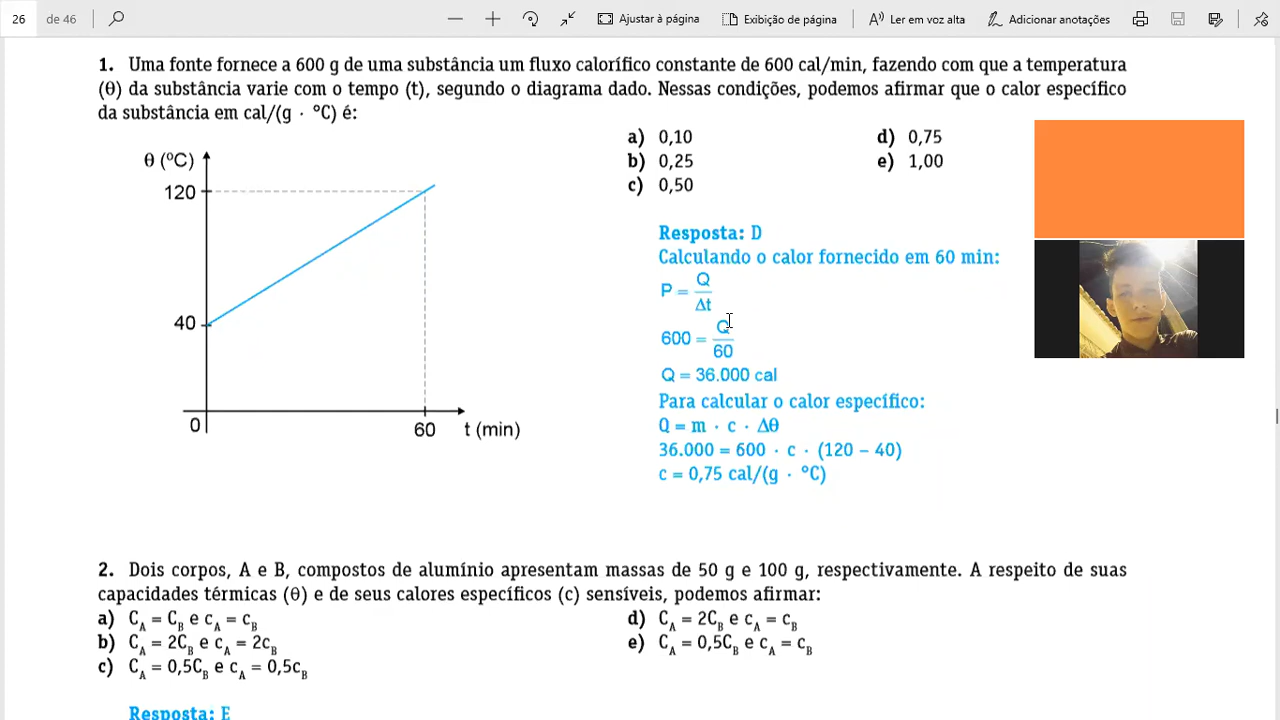 26 de 46 Ajustar à página Exibição de página Ler em voz alta Adicionar anotações
1. Uma fonte fornece a 600 g de uma substância um fluxo calorífico constante de 600 cal/min, fazendo com que a temperatura
(θ) da substância varie com o tempo (t), segundo o diagrama dado. Nessas condições, podemos afirmar que o calor específico
da substância em cal/(g · ºC) é:
θ (ºC)
120
40
0
60
t (min)
a) 0,10
b) 0,25
c) 0,50
d) 0,75
e) 1,00
Resposta: D
Calculando o calor fornecido em 60 min:
P = Q/Δt
600 = Q/60
Q = 36.000 cal
Para calcular o calor específico:
Q = m · c · Δθ
36.000 = 600 · c · (120 – 40)
c = 0,75 cal/(g · ºC)
2. Dois corpos, A e B, compostos de alumínio apresentam massas de 50 g e 100 g, respectivamente. A respeito de suas
capacidades térmicas (θ) e de seus calores específicos (c) sensíveis, podemos afirmar:
a) C_A = C_B e c_A = c_B
b) C_A = 2C_B e c_A = 2c_B
c) C_A = 0,5C_B e c_A = 0,5c_B
d) C_A = 2C_B e c_A = c_B
e) C_A = 0,5C_B e c_A = c_B
Resposta: E